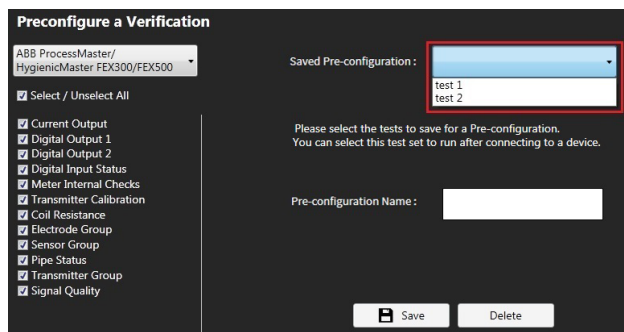 Preconfigure a Verification
ABB ProcessMaster/
HygienicMaster FEX300/FEX500
Saved Pre-configuration :
test 1
test 2
Select / Unselect All
Current Output
Digital Output 1
Digital Output 2
Digital Input Status
Meter Internal Checks
Transmitter Calibration
Coil Resistance
Electrode Group
Sensor Group
Pipe Status
Transmitter Group
Signal Quality
Please select the tests to save for a Pre-configuration.
You can select this test set to run after connecting to a device.
Pre-configuration Name :
Save
Delete